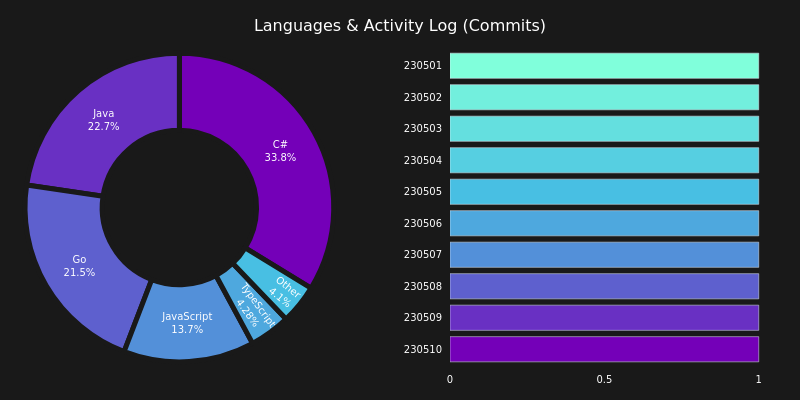 Languages & Activity Log (Commits)
C#
33.8%
Java
22.7%
Go
21.5%
JavaScript
13.7%
TypeScript
4.28%
Other
4.1%
230501
230502
230503
230504
230505
230506
230507
230508
230509
230510
0
0.5
1